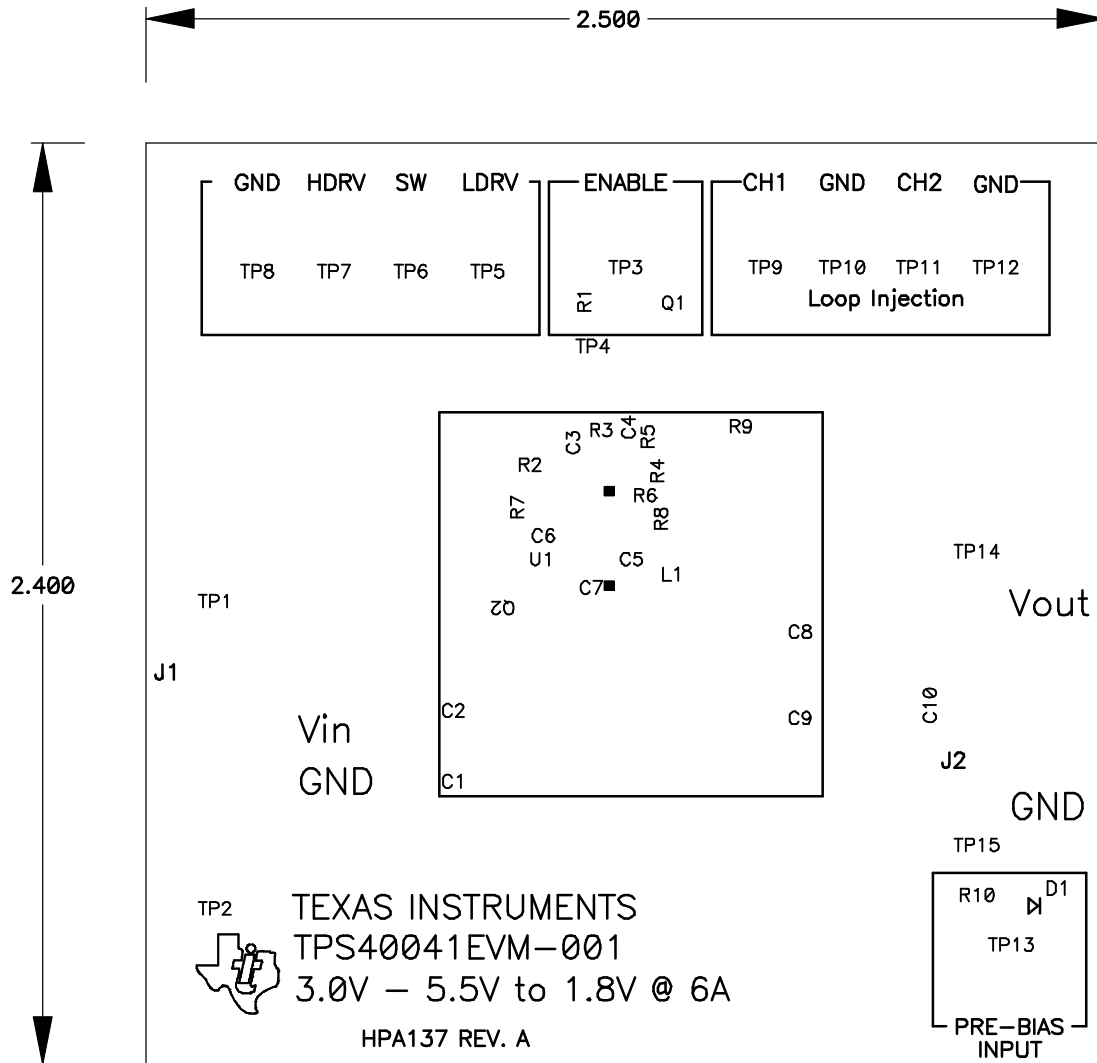 2.500
GND HDRV SW LDRV ENABLE CH1 GND CH2 GND
TP8 TP7 TP6 TP5 TP3 TP9 TP10 TP11 TP12
R1 Q1 Loop Injection
TP4
C3 R3 C4 R5 R9
R2 R4
R7 R6 R8
C6
U1 C5 TP14
2.400 C7 L1
TP1 Q2 Vout
C8
J1
C2 C9 C10
Vin
J2
GND C1
GND
TP15
TP2 TEXAS INSTRUMENTS R10 D1
TPS40041EVM-001 TP13
3.0V - 5.5V to 1.8V @ 6A
HPA137 REV. A PRE-BIAS
INPUT